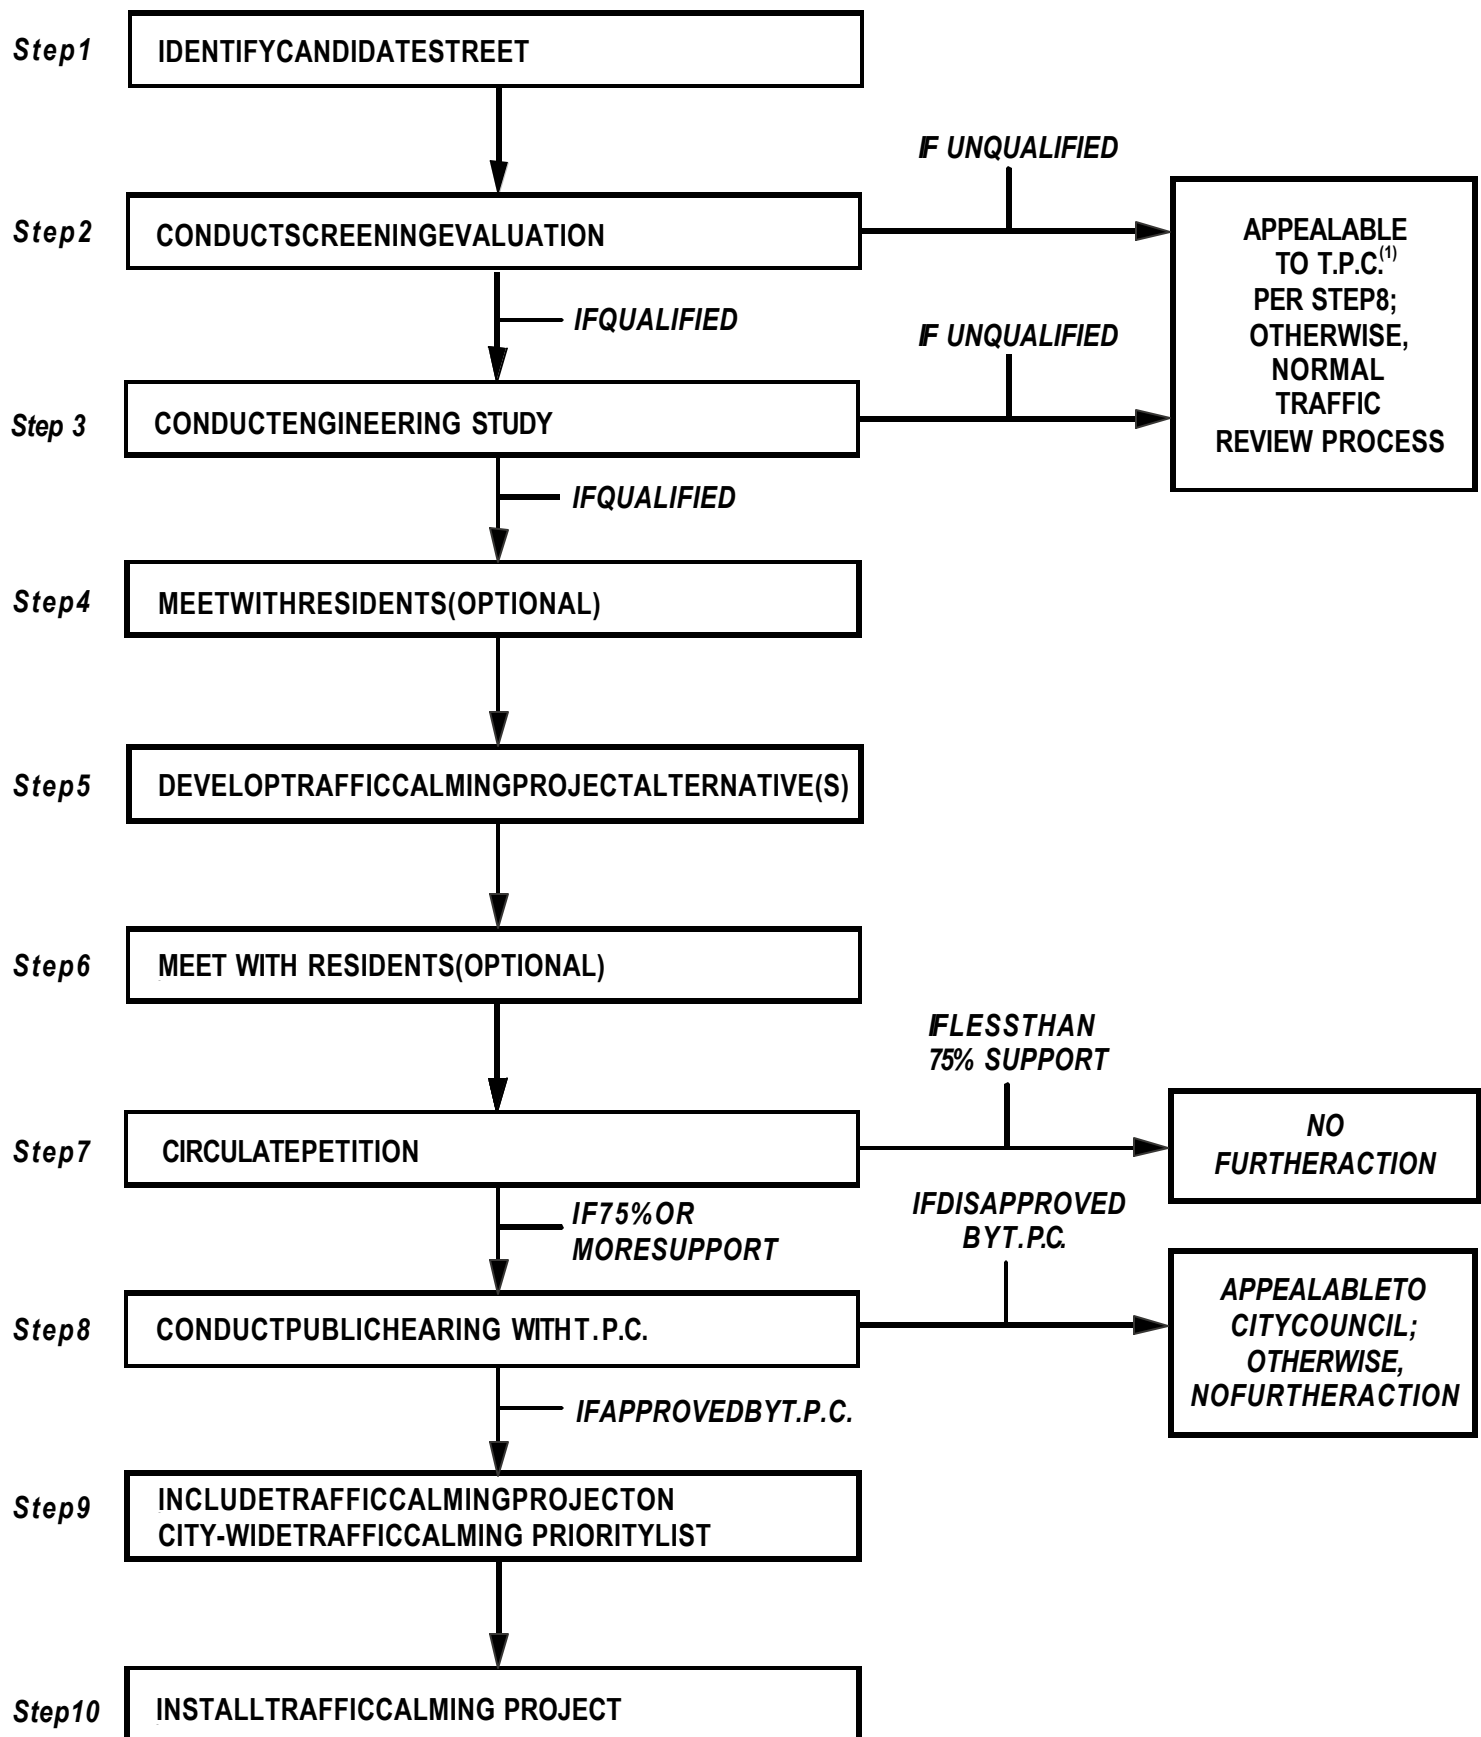 Step1
IDENTIFYCANDIDATESTREET
IF UNQUALIFIED
Step2
CONDUCTSCREENINGEVALUATION
APPEALABLE
TO T.P.C.(1)
PER STEP8;
OTHERWISE,
NORMAL
TRAFFIC
REVIEW PROCESS
IFQUALIFIED
IF UNQUALIFIED
Step 3
CONDUCTENGINEERING STUDY
IFQUALIFIED
Step4
MEETWITHRESIDENTS(OPTIONAL)
Step5
DEVELOPTRAFFICCALMINGPROJECTALTERNATIVE(S)
Step6
MEET WITH RESIDENTS(OPTIONAL)
IFLESSTHAN
75% SUPPORT
Step7
CIRCULATEPETITION
NO
FURTHERACTION
IF75%OR
MORESUPPORT
IFDISAPPROVED
BYT.P.C.
Step8
CONDUCTPUBLICHEARING WITHT.P.C.
APPEALABLETO
CITYCOUNCIL;
OTHERWISE,
NOFURTHERACTION
IFAPPROVEDBYT.P.C.
Step9
INCLUDETRAFFICCALMINGPROJECTON
CITY-WIDETRAFFICCALMING PRIORITYLIST
Step10
INSTALLTRAFFICCALMING PROJECT